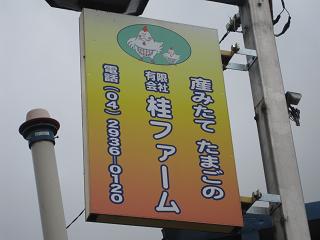 産みたて たまごの
有限会社 桂ファーム
電話(04)2936-0120